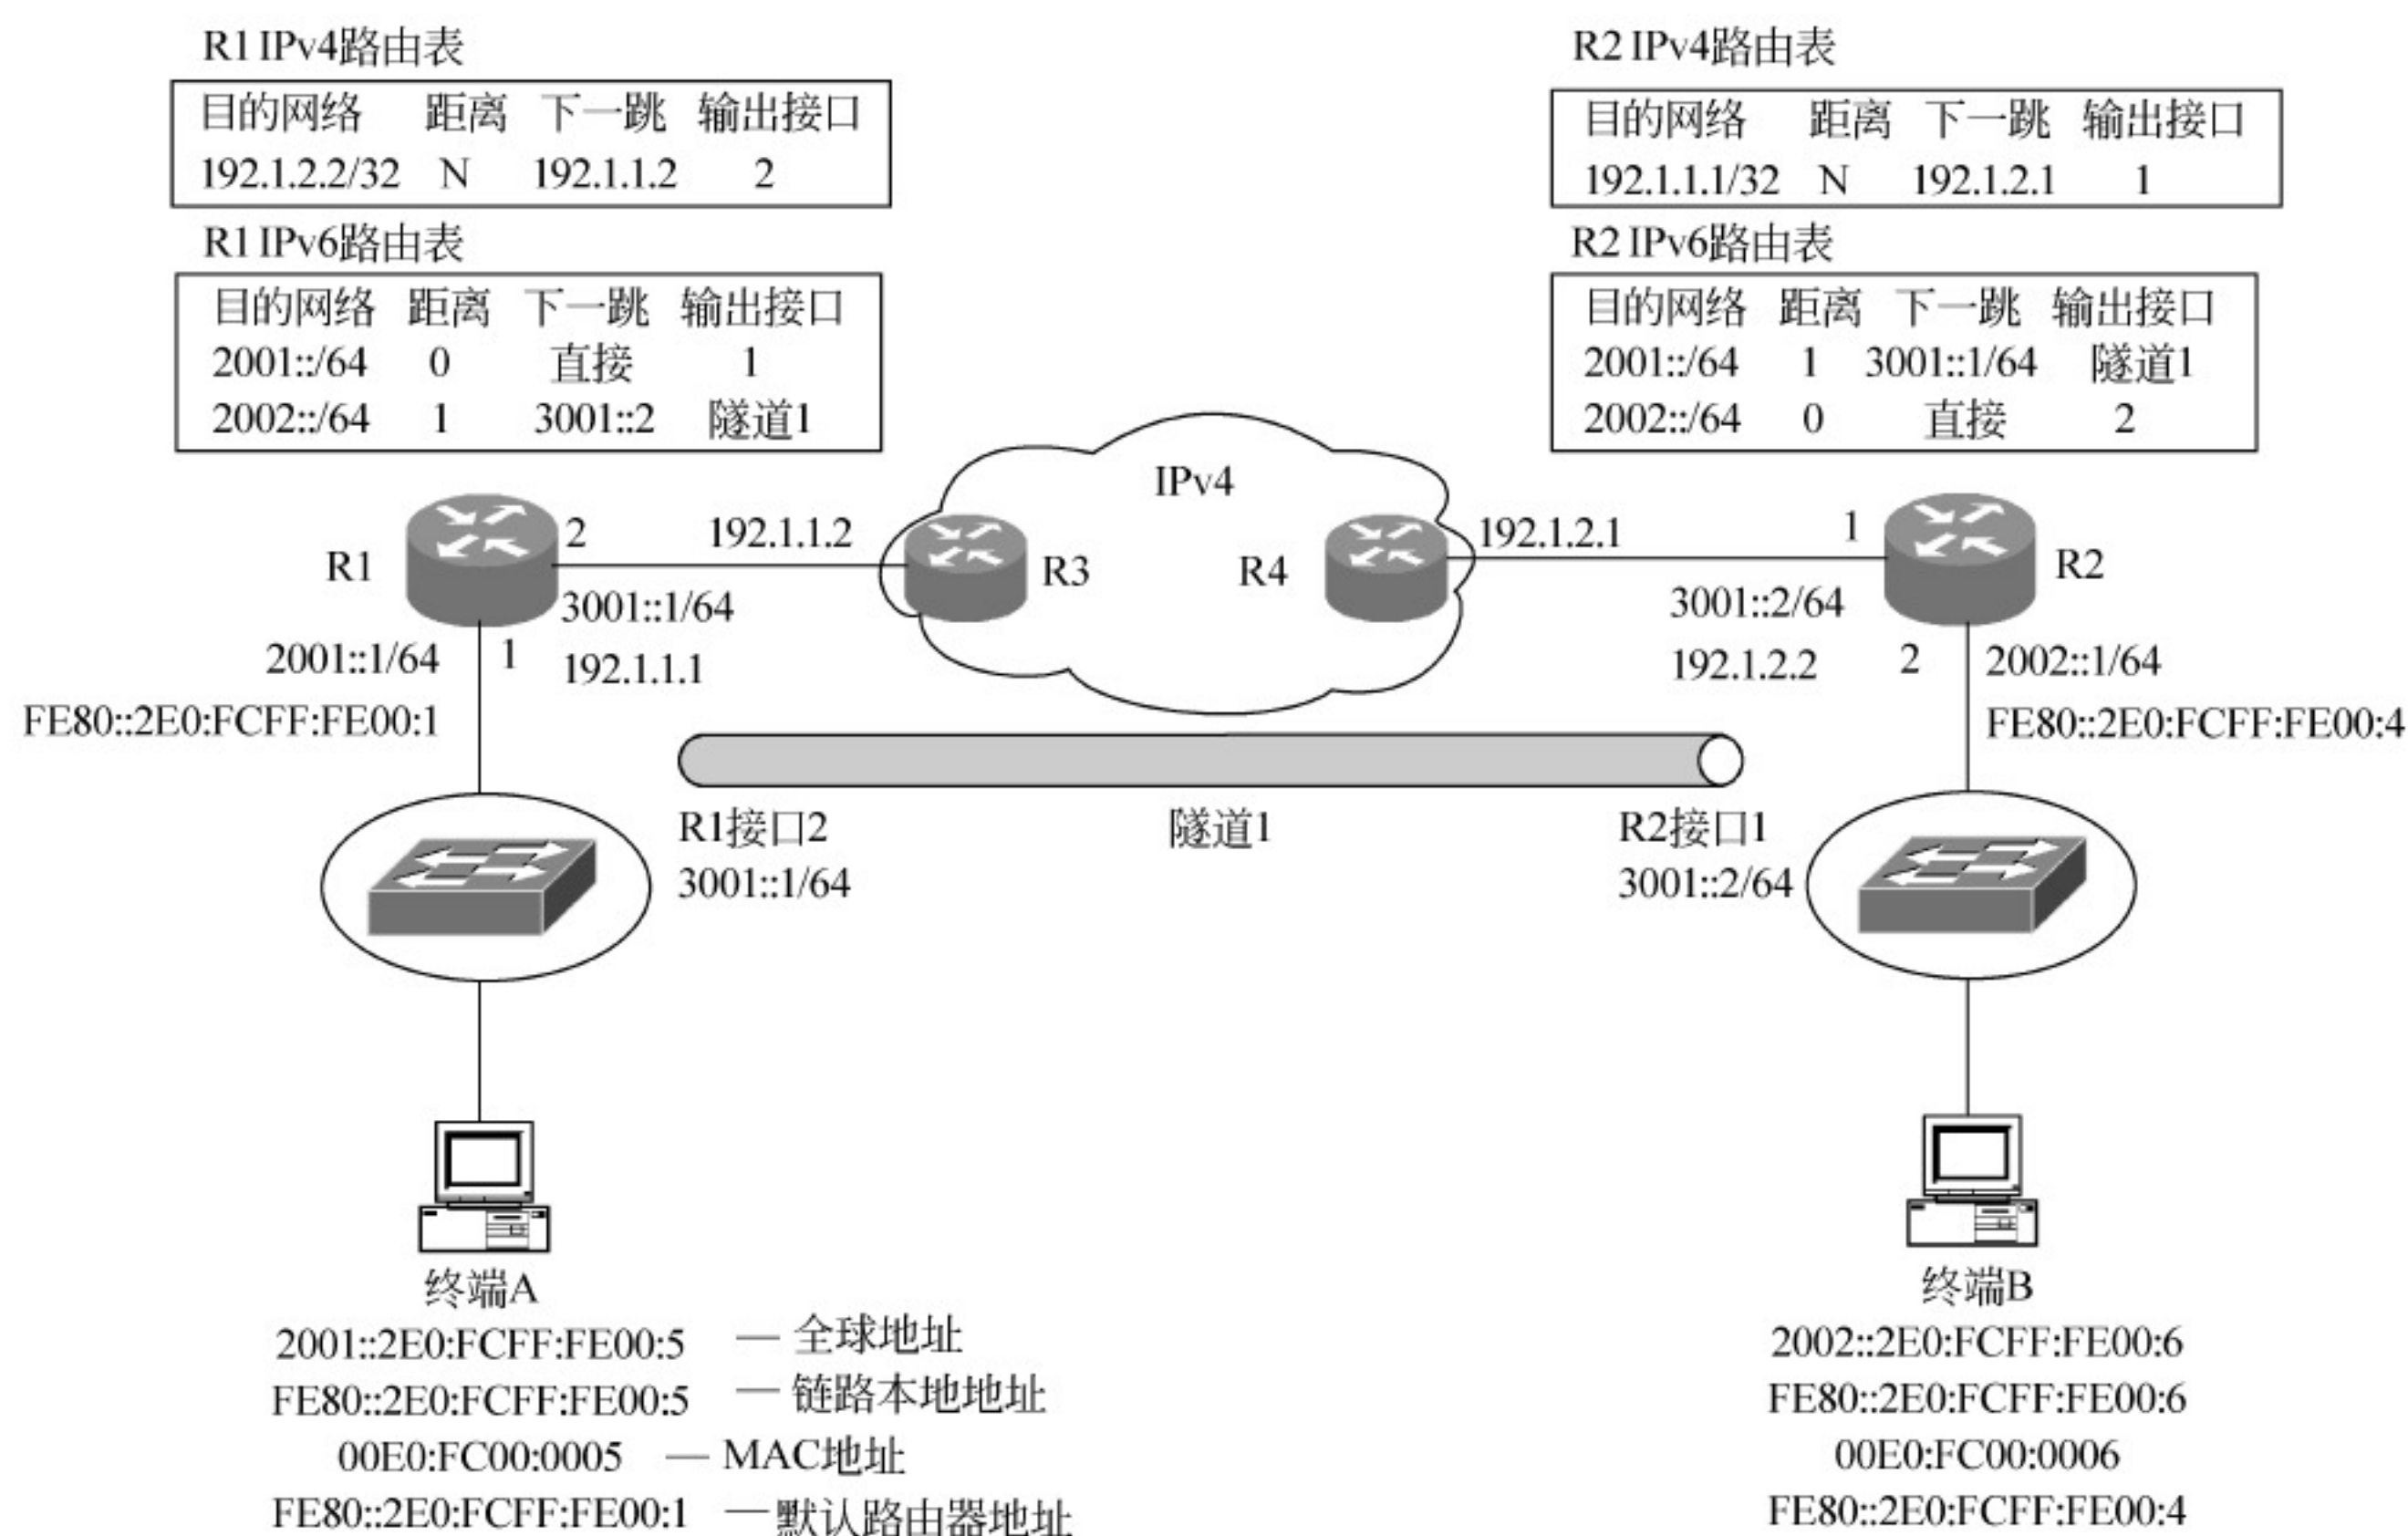 R1 IPv4路由表
目的网络 距离 下一跳 输出接口
192.1.2.2/32 N 192.1.1.2 2
R1 IPv6路由表
目的网络 距离 下一跳 输出接口
2001::/64 0 直接 1
2002::/64 1 3001::2 隧道1
R2 IPv4路由表
目的网络 距离 下一跳 输出接口
192.1.1.1/32 N 192.1.2.1 1
R2 IPv6路由表
目的网络 距离 下一跳 输出接口
2001::/64 1 3001::1/64 隧道1
2002::/64 0 直接 2
IPv4
R1
2
192.1.1.2
R3
R4
192.1.2.1
1
R2
3001::1/64
192.1.1.1
2001::1/64
1
FE80::2E0:FCFF:FE00:1
3001::2/64
192.1.2.2
2
2002::1/64
FE80::2E0:FCFF:FE00:4
R1接口2
3001::1/64
隧道1
R2接口1
3001::2/64
终端A
2001::2E0:FCFF:FE00:5 — 全球地址
FE80::2E0:FCFF:FE00:5 — 链路本地地址
00E0:FC00:0005 — MAC地址
FE80::2E0:FCFF:FE00:1 — 默认路由器地址
终端B
2002::2E0:FCFF:FE00:6
FE80::2E0:FCFF:FE00:6
00E0:FC00:0006
FE80::2E0:FCFF:FE00:4